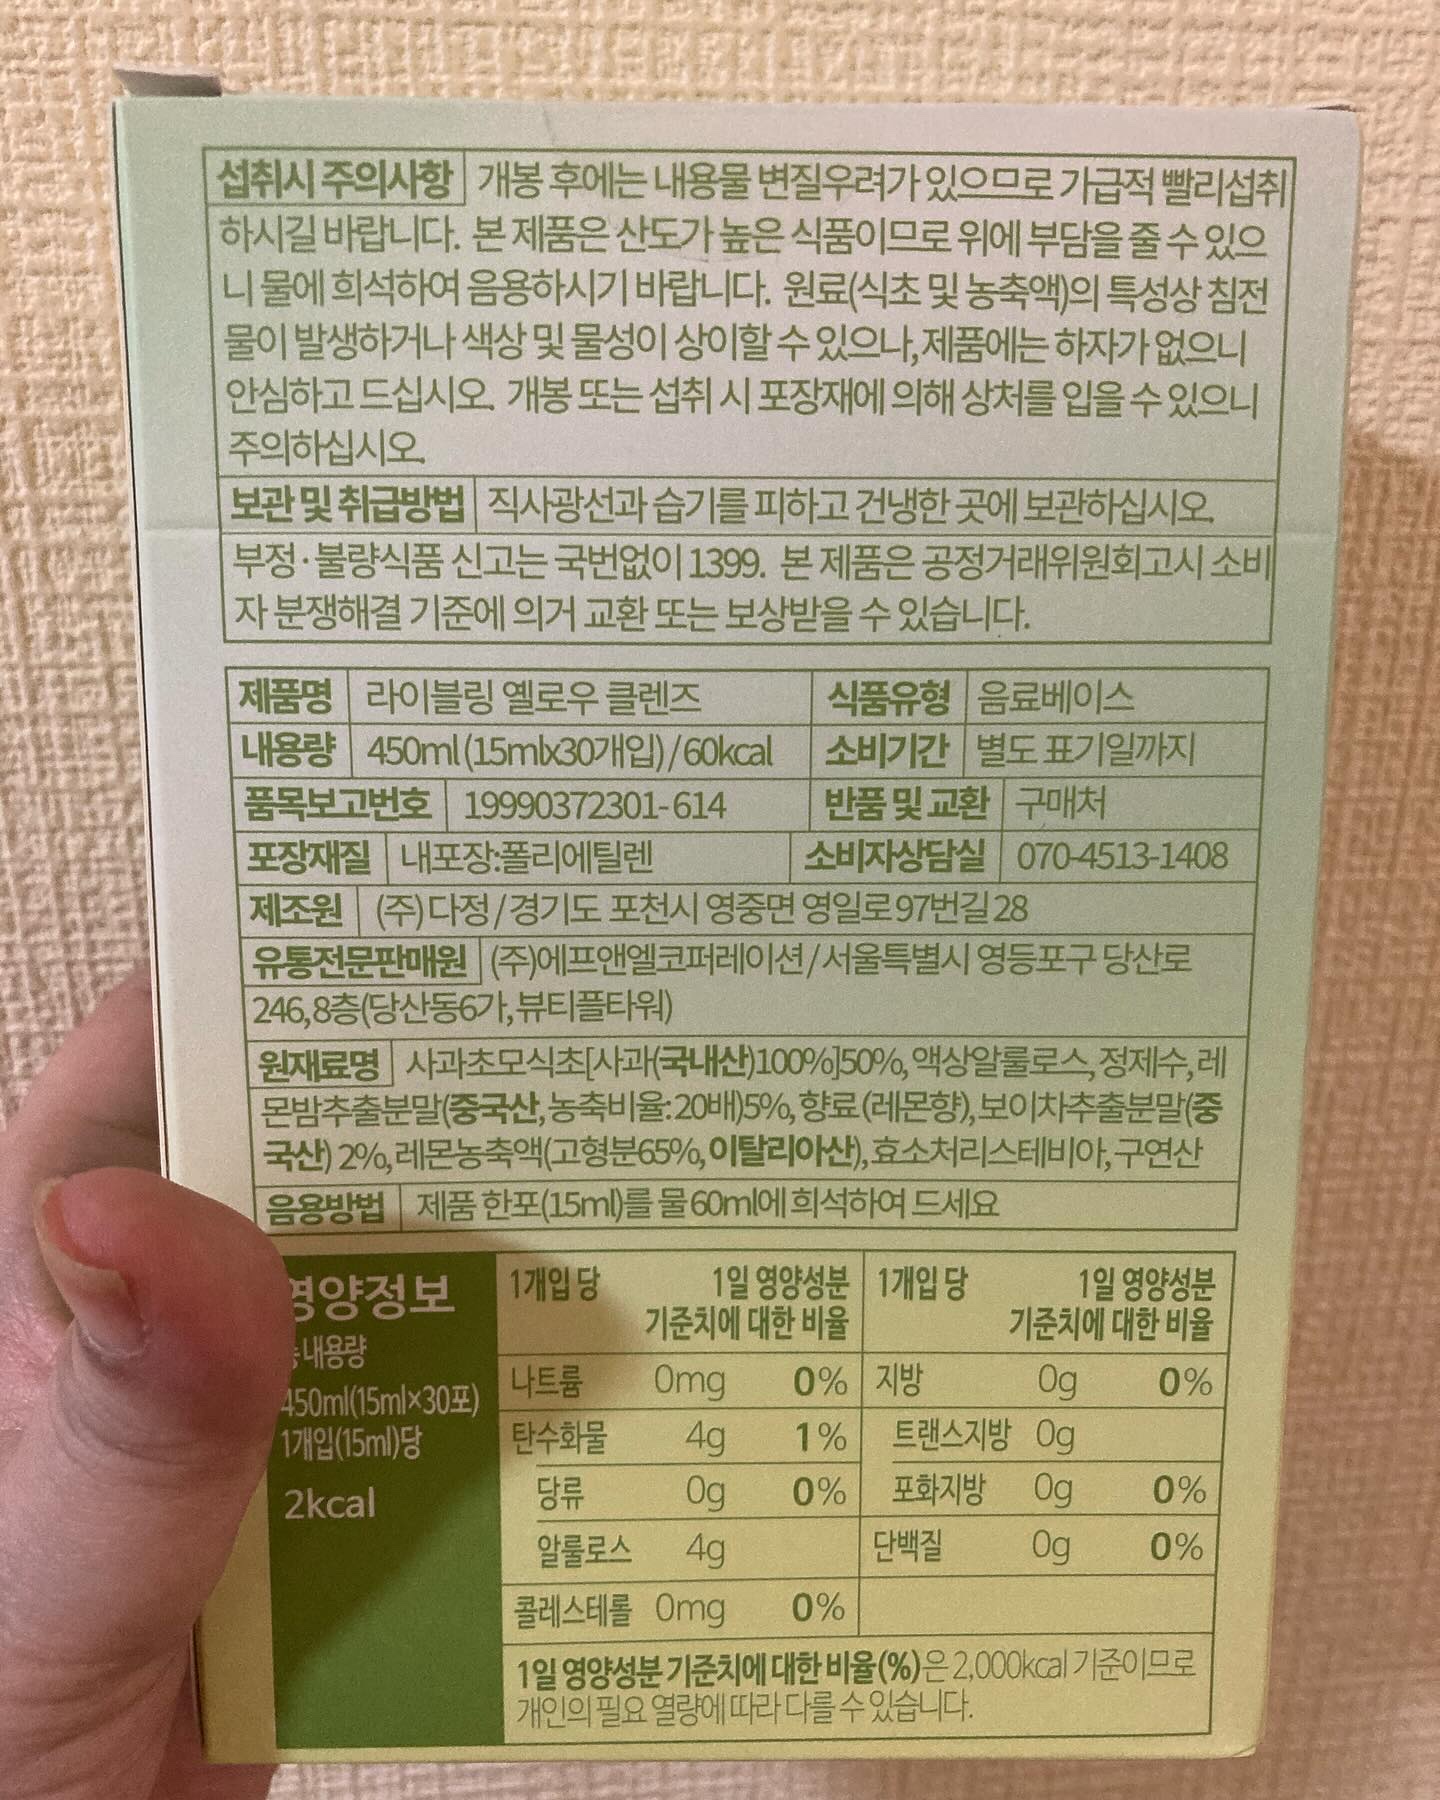 섭취시 주의사항 개봉 후에는 내용물 변질우려가 있으므로 가급적 빨리섭취
하시길 바랍니다. 본 제품은 산도가 높은 식품이므로 위에 부담을 줄 수 있으
니 물에 희석하여 음용하시기 바랍니다. 원료(식초 및 농축액)의 특성상 침전
물이 발생하거나 색상 및 물성이 상이할 수 있으나, 제품에는 하자가 없으니
안심하고 드십시오. 개봉 또는 섭취 시 포장재에 의해 상처를 입을 수 있으니
주의하십시오.
보관 및 취급방법 직사광선과 습기를 피하고 건냉한 곳에 보관하십시오.
부정·불량식품 신고는 국번없이 1399. 본 제품은 공정거래위원회고시 소비
자 분쟁해결 기준에 의거 교환 또는 보상받을 수 있습니다.
제품명 라이블링 옐로우 클렌즈 식품유형 음료베이스
내용량 450ml (15mlx30개입) / 60kcal 소비기간 별도 표기일까지
품목보고번호 19990372301-614 반품 및 교환 구매처
포장재질 내포장:폴리에틸렌 소비자상담실 070-4513-1408
제조원 (주) 다정 / 경기도 포천시 영중면 영일로 97번길 28
유통전문판매원 (주)에프앤엘코퍼레이션 / 서울특별시 영등포구 당산로
246, 8층(당산동6가, 뷰티플타워)
원재료명 사과초모식초[사과(국내산)100%]50%, 액상알룰로스, 정제수, 레
몬밤추출분말(중국산, 농축비율:20배)5%, 향료 (레몬향), 보이차추출분말(중
국산) 2%, 레몬농축액(고형분65%, 이탈리아산), 효소처리스테비아, 구연산
음용방법 제품 한포(15ml)를 물 60ml에 희석하여 드세요
영양정보
내용량
450ml(15ml×30포)
1개입(15ml)당
2kcal
1개입 당 1일 영양성분 1개입 당 1일 영양성분
기준치에 대한 비율 기준치에 대한 비율
나트륨 0mg 0% 지방 0g 0%
탄수화물 4g 1% 트랜스지방 0g
당류 0g 0% 포화지방 0g 0%
알룰로스 4g 단백질 0g 0%
콜레스테롤 0mg 0%
1일 영양성분 기준치에 대한 비율(%)은 2,000kcal 기준이므로
개인의 필요 열량에 따라 다를 수 있습니다.